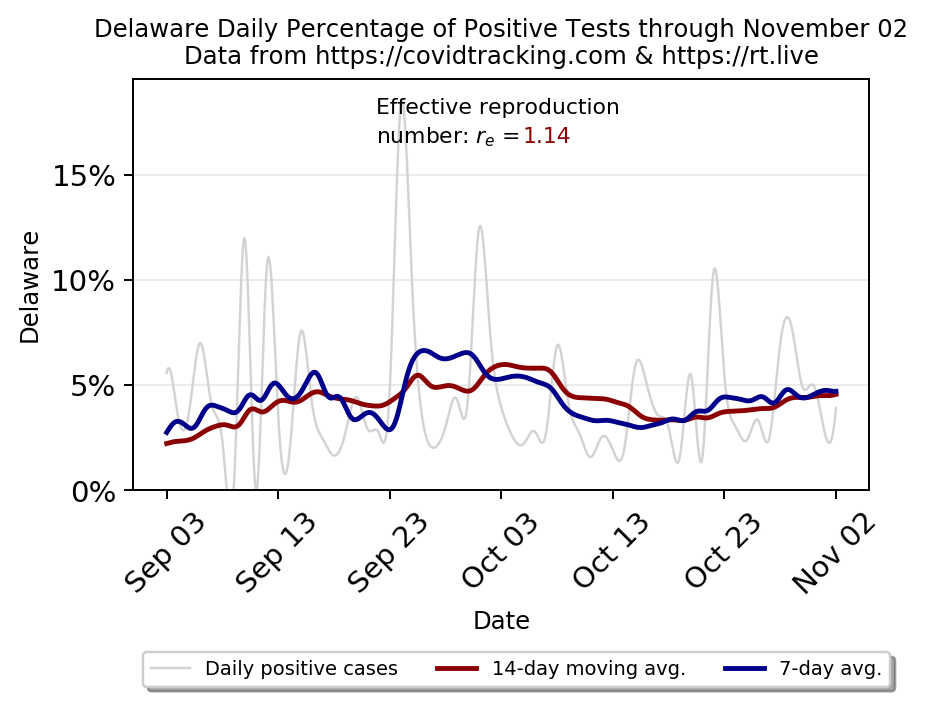 Delaware Daily Percentage of Positive Tests through November 02
Data from https://covidtracking.com & https://rt.live
Effective reproduction
number: rₑ =1.14
15%
10%
5%
0%
Delaware
Sep 03
Sep 13
Sep 23
Oct 03
Oct 13
Oct 23
Nov 02
Date
Daily positive cases
14-day moving avg.
7-day avg.